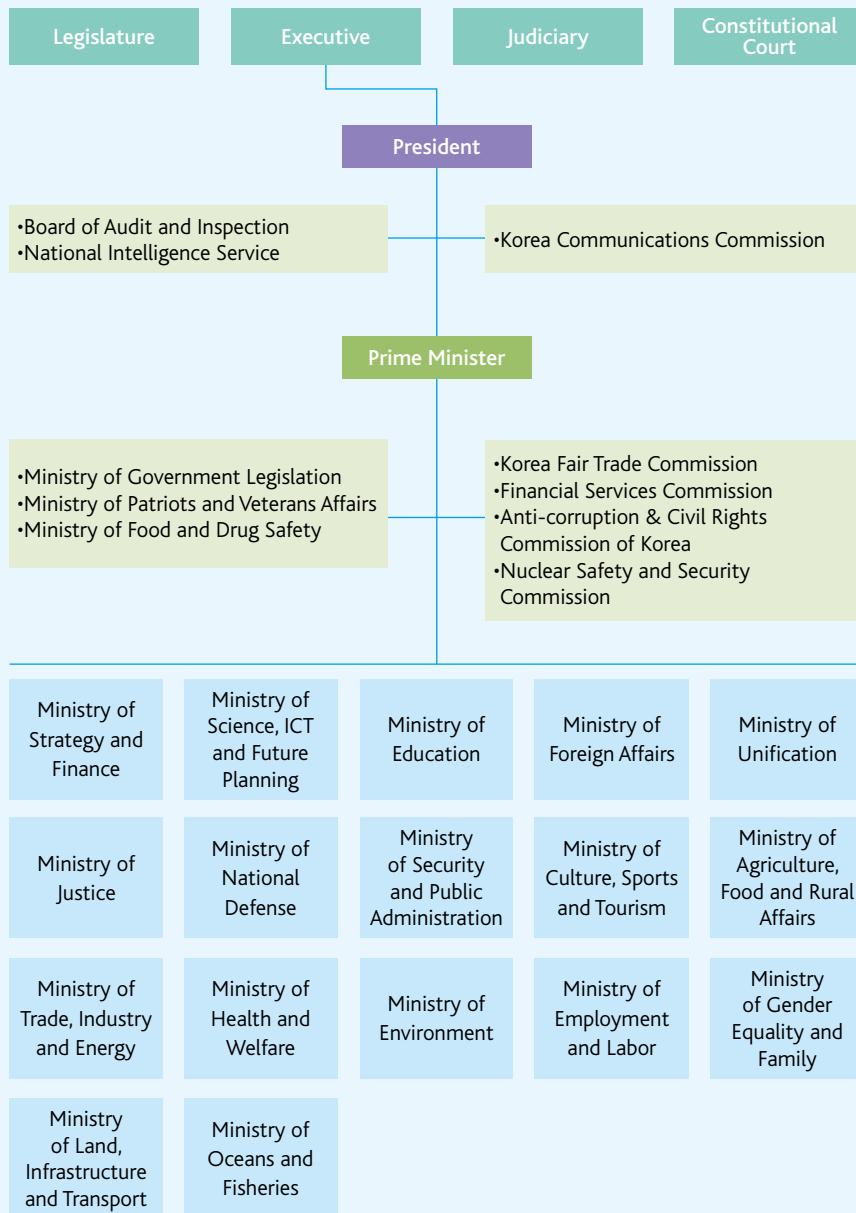 Legislature
Executive
Judiciary
Constitutional
Court
President
•Board of Audit and Inspection
•National Intelligence Service
•Korea Communications Commission
Prime Minister
•Ministry of Government Legislation
•Ministry of Patriots and Veterans Affairs
•Ministry of Food and Drug Safety
•Korea Fair Trade Commission
•Financial Services Commission
•Anti-corruption & Civil Rights
Commission of Korea
•Nuclear Safety and Security
Commission
Ministry of
Strategy and
Finance
Ministry of
Science, ICT
and Future
Planning
Ministry of
Education
Ministry of
Foreign Affairs
Ministry of
Unification
Ministry of
Justice
Ministry of
National
Defense
Ministry
of Security
and Public
Administration
Ministry of
Culture, Sports
and Tourism
Ministry of
Agriculture,
Food and Rural
Affairs
Ministry of
Trade, Industry
and Energy
Ministry of
Health and
Welfare
Ministry of
Environment
Ministry of
Employment
and Labor
Ministry
of Gender
Equality and
Family
Ministry
of Land,
Infrastructure
and Transport
Ministry of
Oceans and
Fisheries